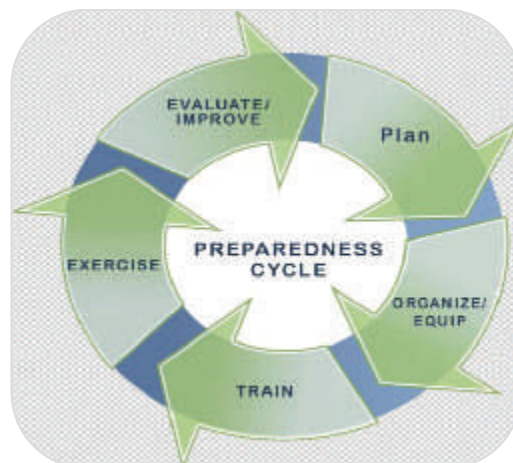 EVALUATE/
IMPROVE
Plan
PREPAREDNESS
CYCLE
EXERCISE
ORGANIZE/
EQUIP
TRAIN